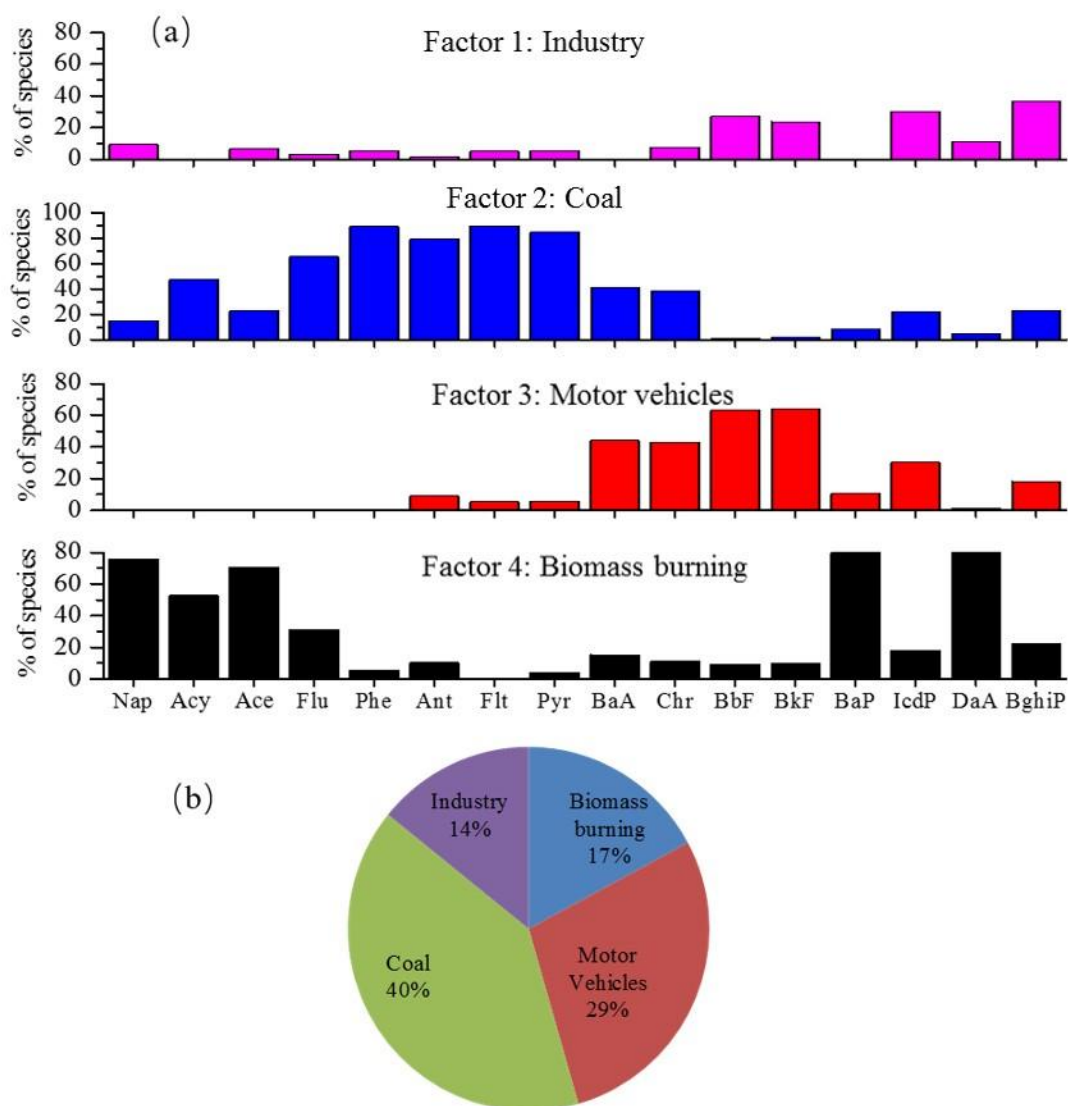 (a)
Factor 1: Industry
% of species
80
60
40
20
0
Factor 2: Coal
% of species
100
80
60
40
20
0
Factor 3: Motor vehicles
% of species
80
60
40
20
0
Factor 4: Biomass burning
% of species
80
60
40
20
0
Nap Acy Ace Flu Phe Ant Flt Pyr BaA Chr BbF BkF BaP IcdP DaA BghiP
(b)
Industry
14%
Biomass
burning
17%
Coal
40%
Motor
Vehicles
29%